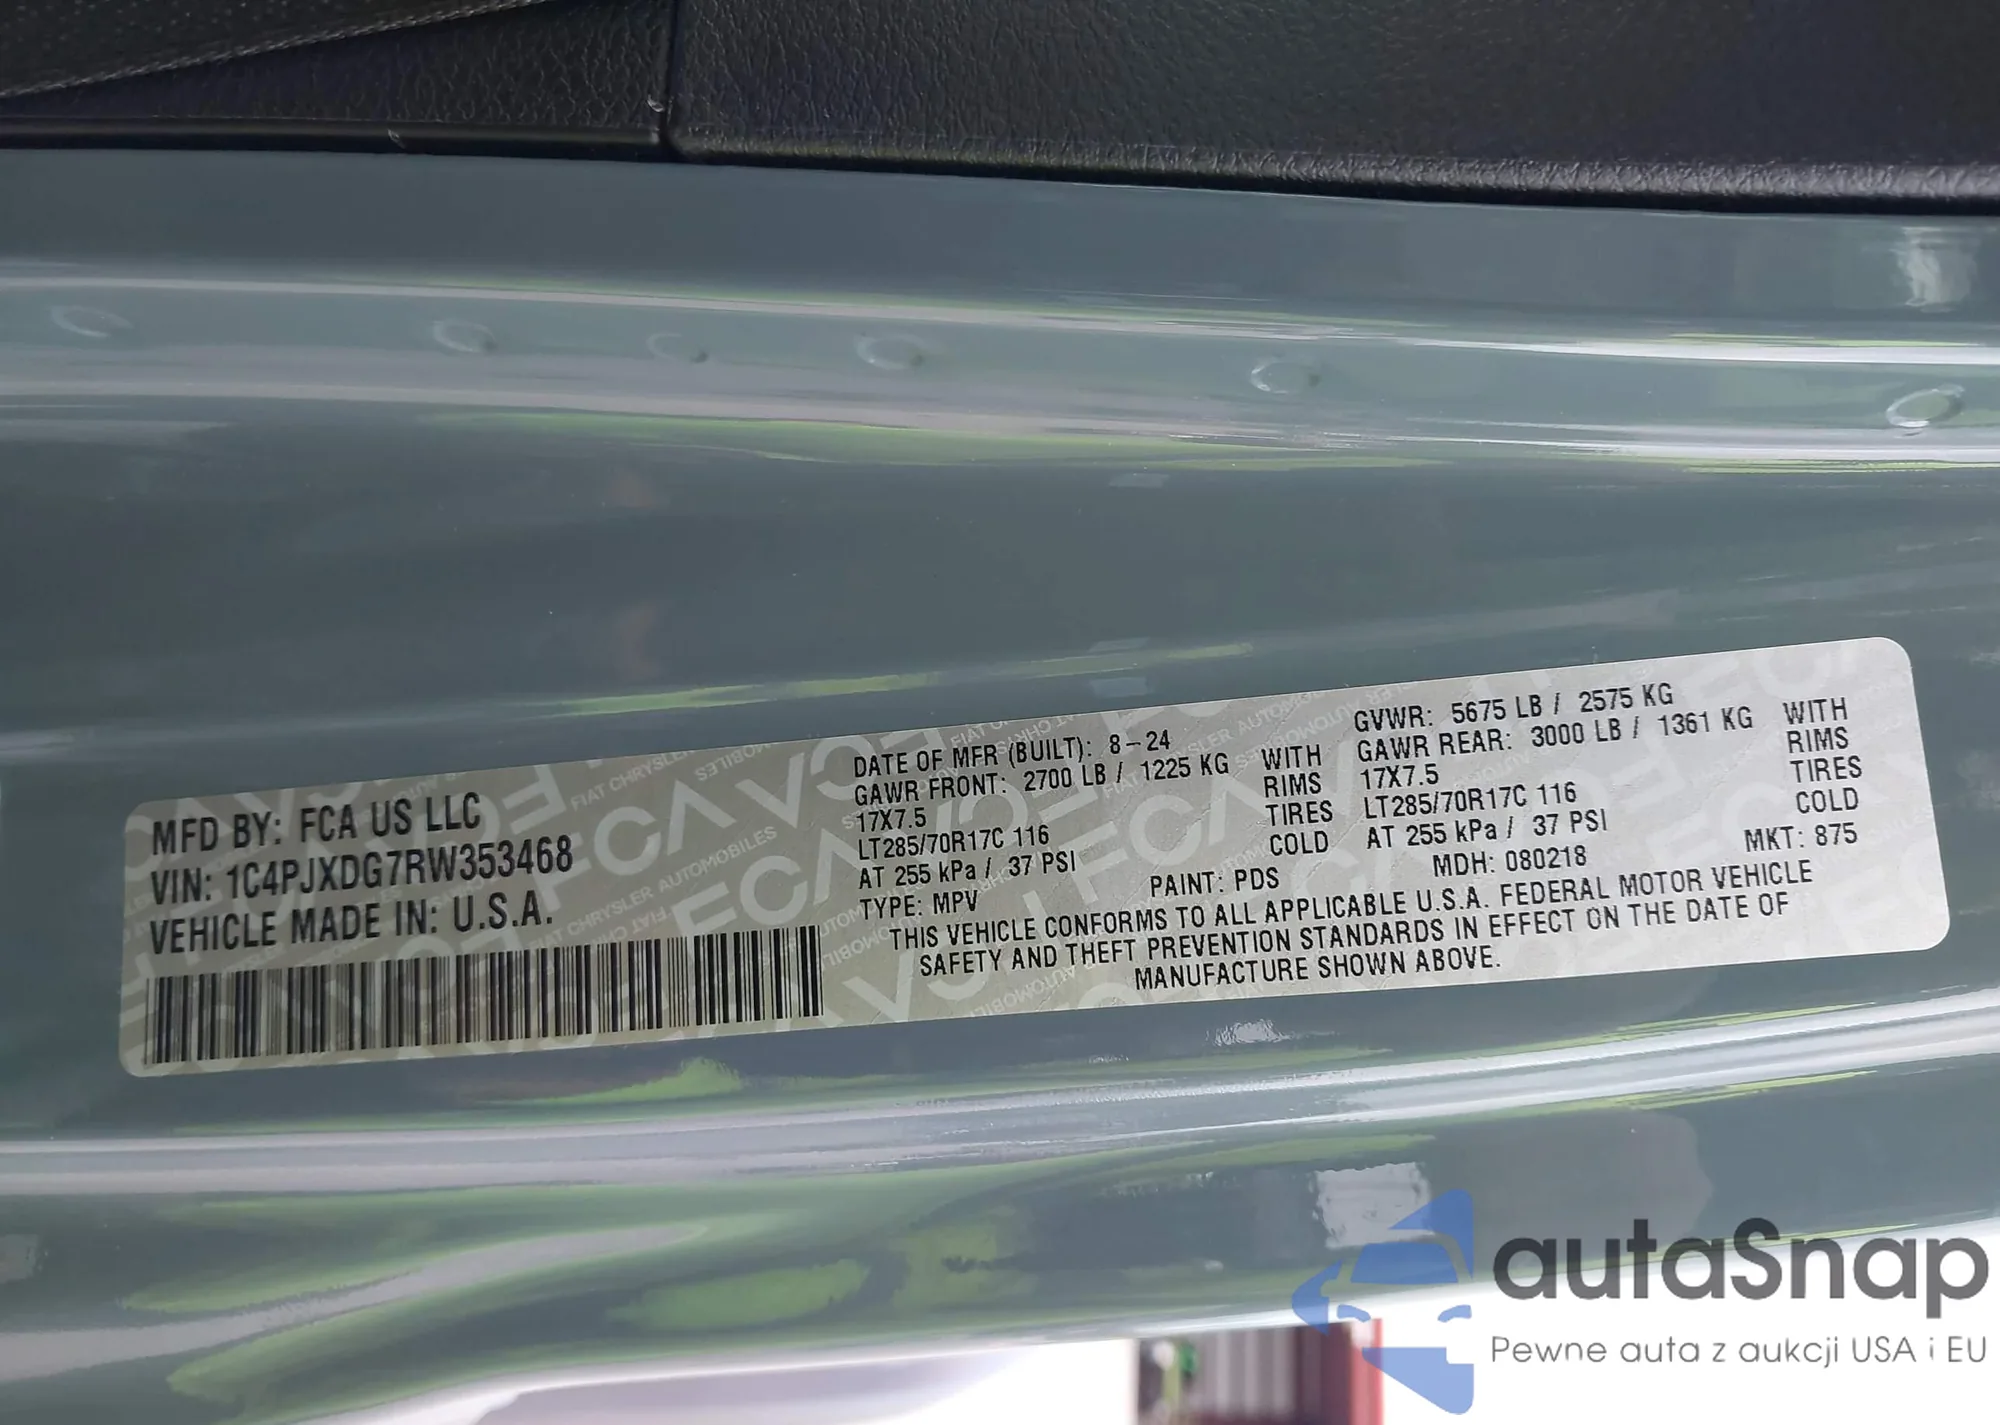 MFD BY: FCA US LLC
VIN: 1C4PJXDG7RW353468
VEHICLE MADE IN: U.S.A.
DATE OF MFR (BUILT): 8-24
GAWR FRONT: 2700 LB / 1225 KG WITH
17X7.5 RIMS
LT285/70R17C 116 TIRES
AT 255 kPa / 37 PSI COLD
TYPE: MPV
GVWR: 5675 LB / 2575 KG
GAWR REAR: 3000 LB / 1361 KG WITH
17X7.5 RIMS
LT285/70R17C 116 TIRES
AT 255 kPa / 37 PSI COLD
PAINT: PDS MDH: 080218 MKT: 875
THIS VEHICLE CONFORMS TO ALL APPLICABLE U.S.A. FEDERAL MOTOR VEHICLE
SAFETY AND THEFT PREVENTION STANDARDS IN EFFECT ON THE DATE OF
MANUFACTURE SHOWN ABOVE.
autaSnap
Pewne auta z aukcji USA i EU